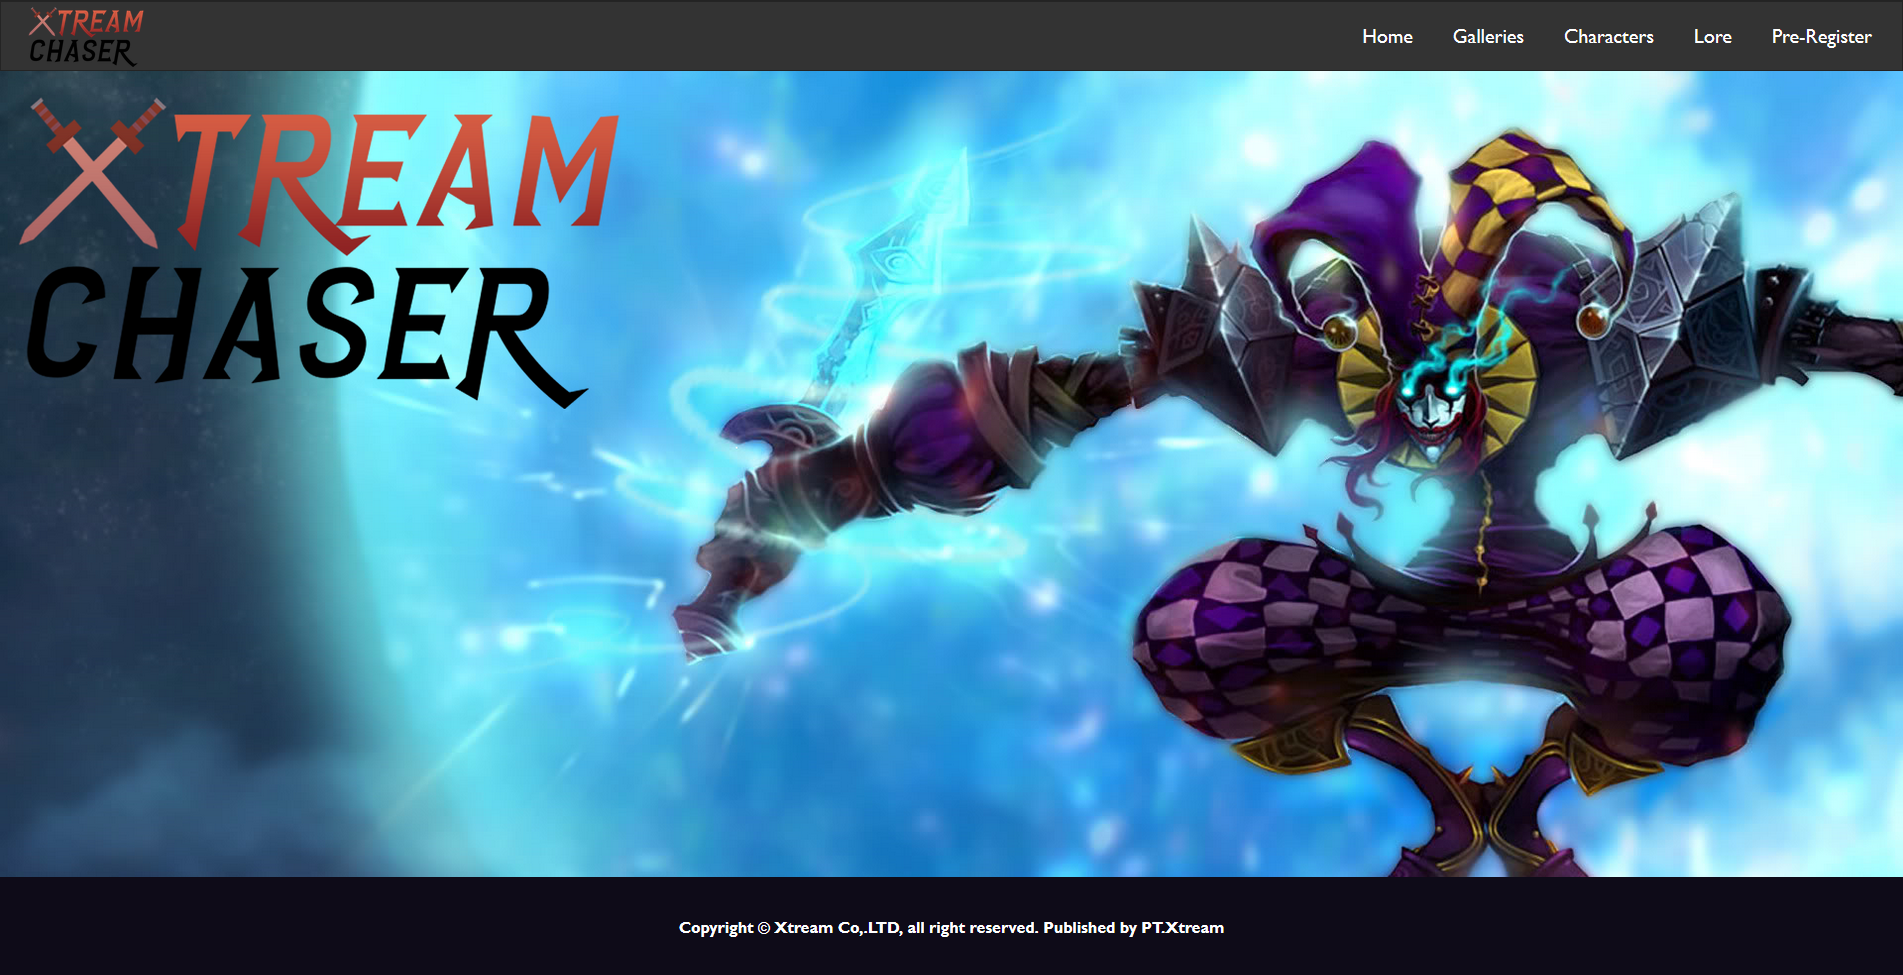 XTREAM
CHASER
Home Galleries Characters Lore Pre-Register
XTREAM
CHASER
Copyright © Xtream Co,.LTD, all right reserved. Published by PT.Xtream